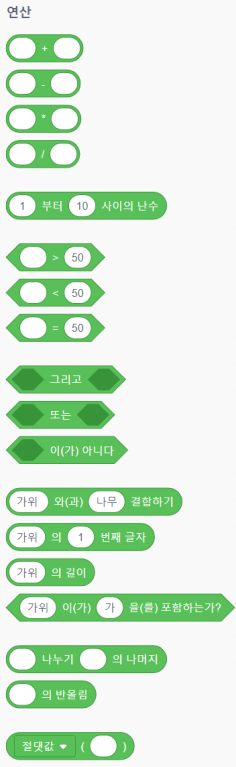 연산
+
-
*
/
1 부터 10 사이의 난수
> 50
< 50
= 50
그리고
또는
이(가) 아니다
가위 와(과) 나무 결합하기
가위 의 1 번째 글자
가위 의 길이
가위 이(가) 가 을(를) 포함하는가?
나누기 의 나머지
의 반올림
절댓값 ( )